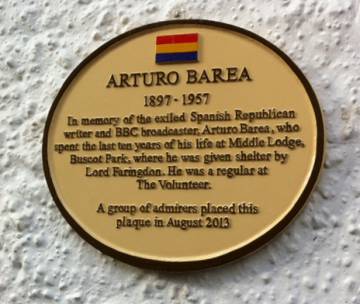 ARTURO BAREA
1897 - 1957
In memory of the exiled Spanish Republican
writer and BBC broadcaster, Arturo Barea, who
spent the last ten years of his life at Middle Lodge,
Buscot Park, where he was given shelter by
Lord Faringdon. He was a regular at
The Volunteer.
A group of admirers placed this
plaque in August 2013